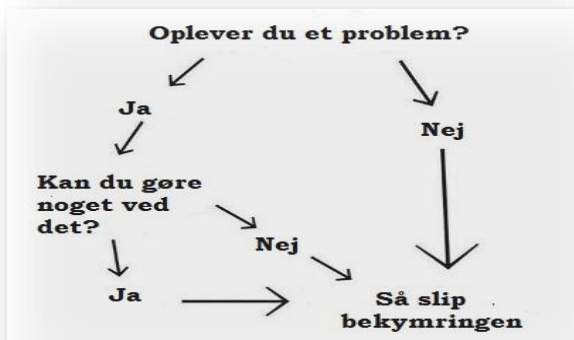 Oplever du et problem?
Ja
Nej
Kan du gøre
noget ved
det?
Nej
Ja
Så slip
bekymringen